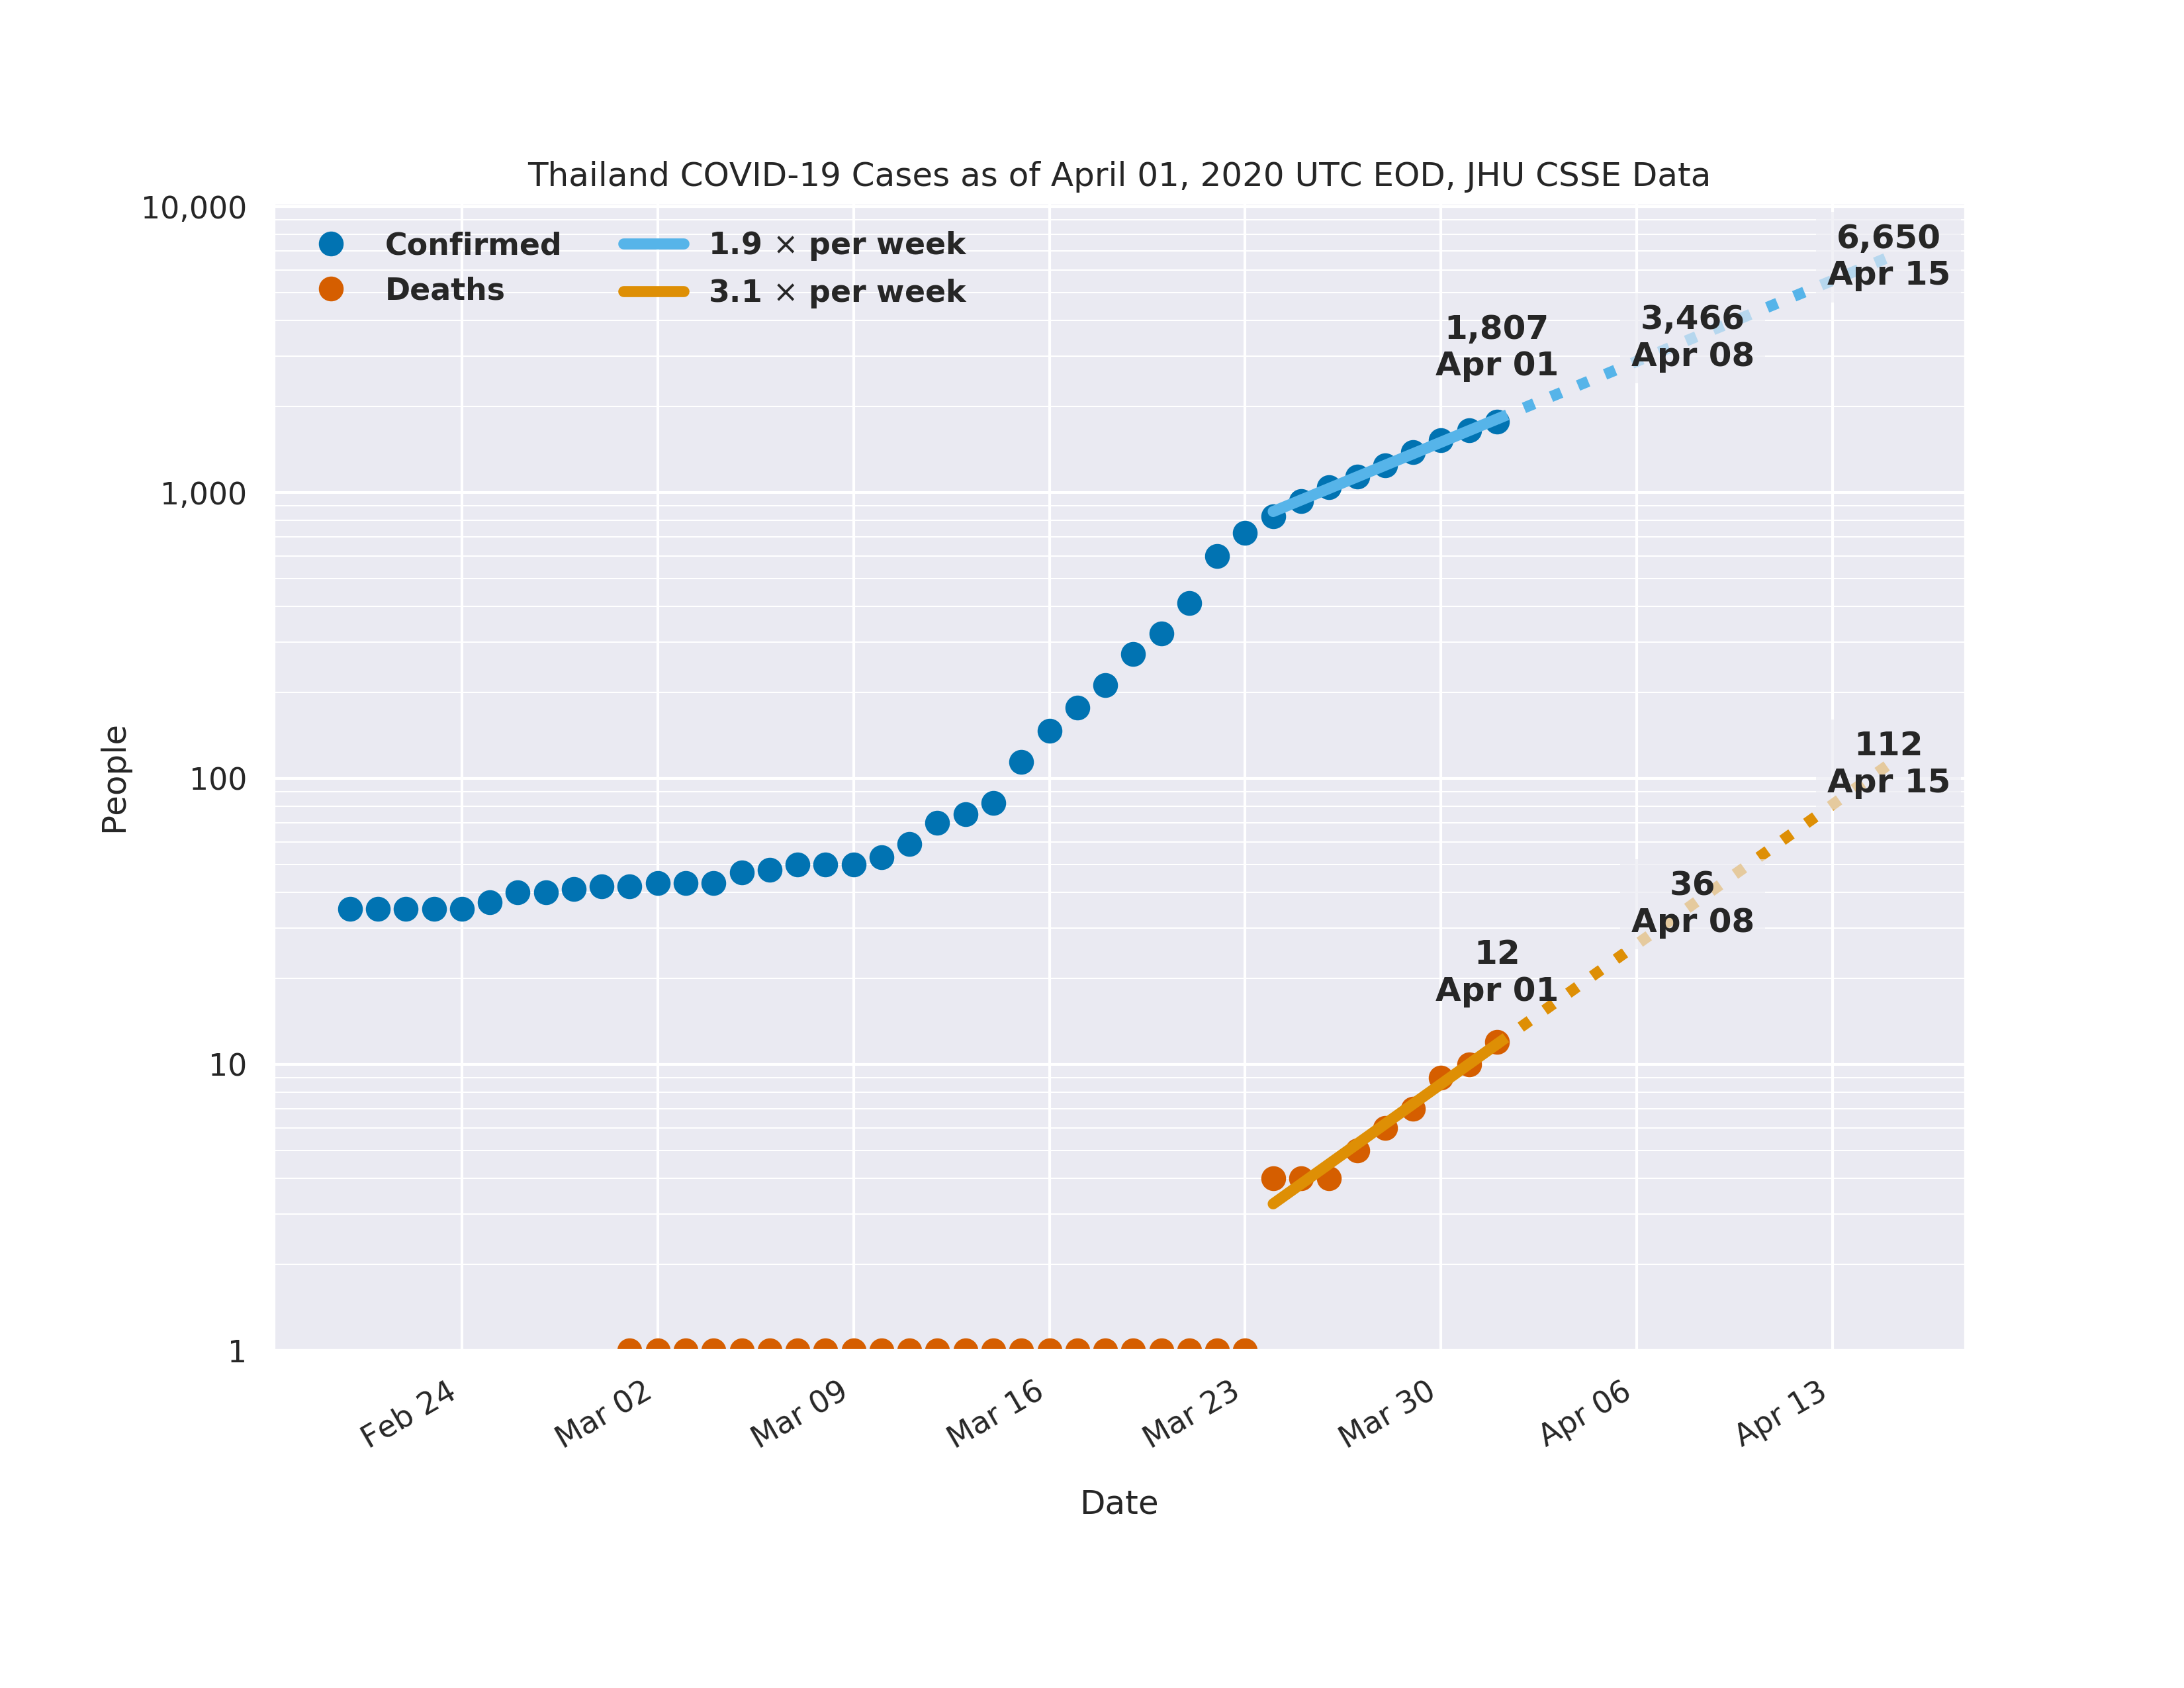 Thailand COVID-19 Cases as of April 01, 2020 UTC EOD, JHU CSSE Data
10,000
1,000
100
10
1
People
Confirmed
Deaths
1.9 × per week
3.1 × per week
1,807
Apr 01
3,466
Apr 08
6,650
Apr 15
12
Apr 01
36
Apr 08
112
Apr 15
Feb 24
Mar 02
Mar 09
Mar 16
Mar 23
Mar 30
Apr 06
Apr 13
Date